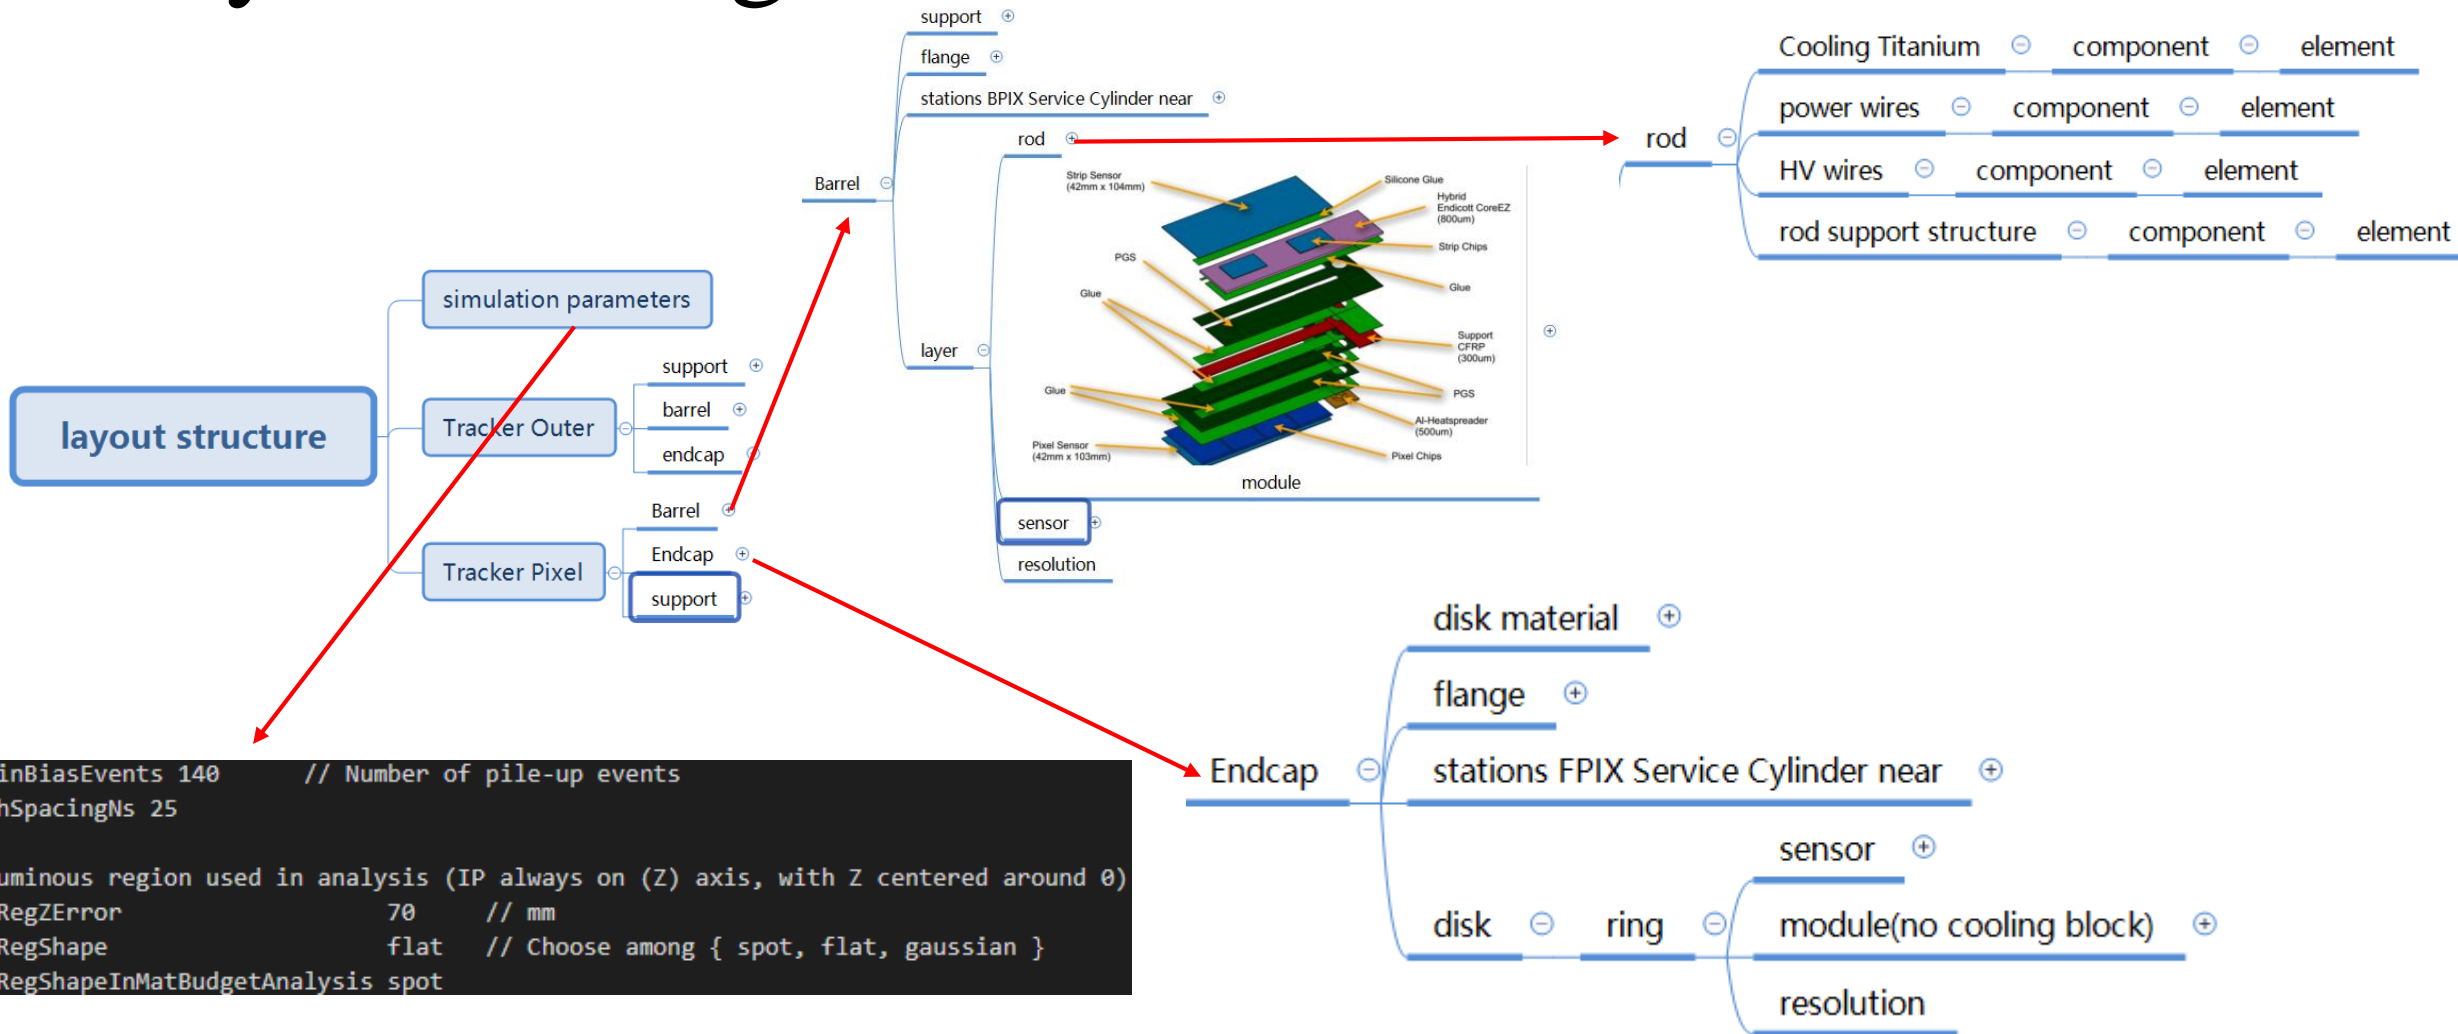 layout structure
simulation parameters
Tracker Outer
support
barrel
endcap
Tracker Pixel
Barrel
Endcap
support
Barrel
support
flange
stations BPIX Service Cylinder near
layer
rod
Strip Sensor
(42mm x 104mm)
Silicone Glue
Hybrid
Endicott CoreEZ
(800um)
Strip Chips
PGS
Glue
Glue
Support
CFRP
(300um)
Glue
PGS
Al-Heatspreader
(500um)
Pixel Sensor
(42mm x 103mm)
Pixel Chips
module
sensor
resolution
rod
Cooling Titanium component element
power wires component element
HV wires component element
rod support structure component element
Endcap
disk material
flange
stations FPIX Service Cylinder near
disk ring
sensor
module(no cooling block)
resolution
inBiasEvents 140 // Number of pile-up events
hSpacingNs 25
uminous region used in analysis (IP always on (Z) axis, with Z centered around 0)
RegZError 70 // mm
RegShape flat // Choose among { spot, flat, gaussian }
RegShapeInMatBudgetAnalysis spot